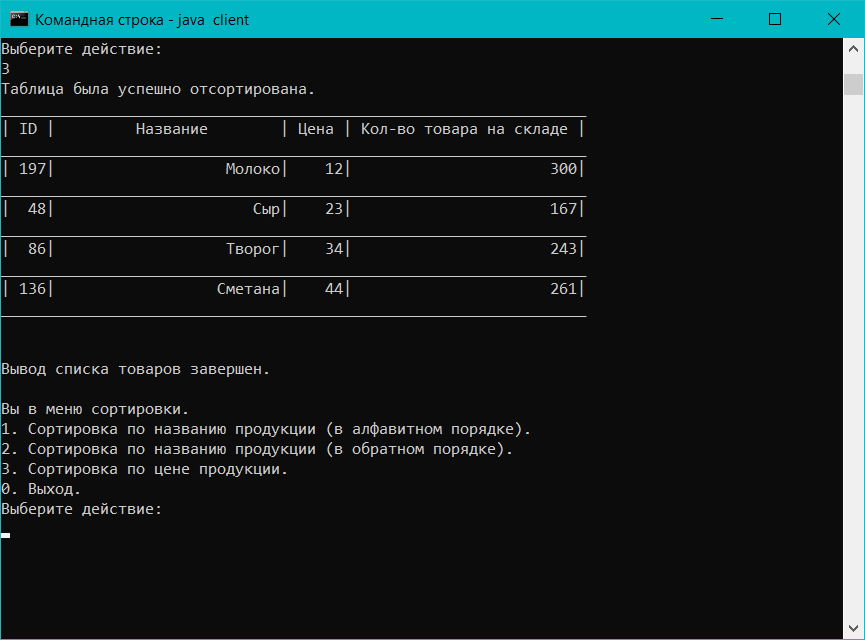 Командная строка - java client
Выберите действие:
3
Таблица была успешно отсортирована.
| ID | Название | Цена | Кол-во товара на складе |
| 197| Молоко| 12| 300|
| 48| Сыр| 23| 167|
| 86| Творог| 34| 243|
| 136| Сметана| 44| 261|
Вывод списка товаров завершен.
Вы в меню сортировки.
1. Сортировка по названию продукции (в алфавитном порядке).
2. Сортировка по названию продукции (в обратном порядке).
3. Сортировка по цене продукции.
0. Выход.
Выберите действие: